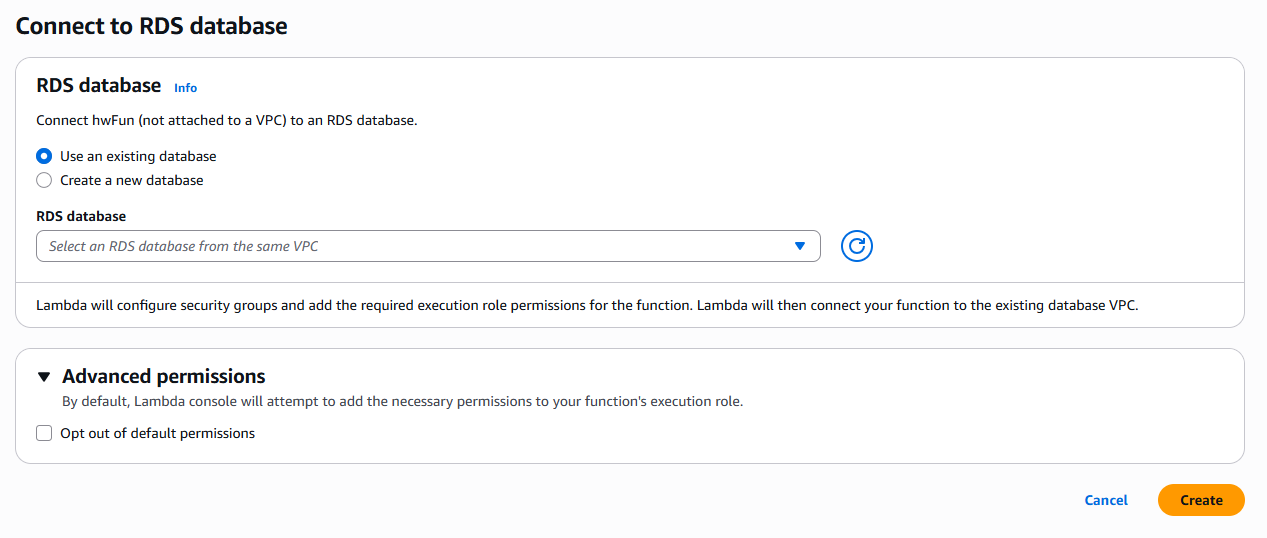 Connect to RDS database
RDS database Info
Connect hwFun (not attached to a VPC) to an RDS database.
Use an existing database
Create a new database
RDS database
Select an RDS database from the same VPC
Lambda will configure security groups and add the required execution role permissions for the function. Lambda will then connect your function to the existing database VPC.
Advanced permissions
By default, Lambda console will attempt to add the necessary permissions to your function's execution role.
Opt out of default permissions
Cancel Create